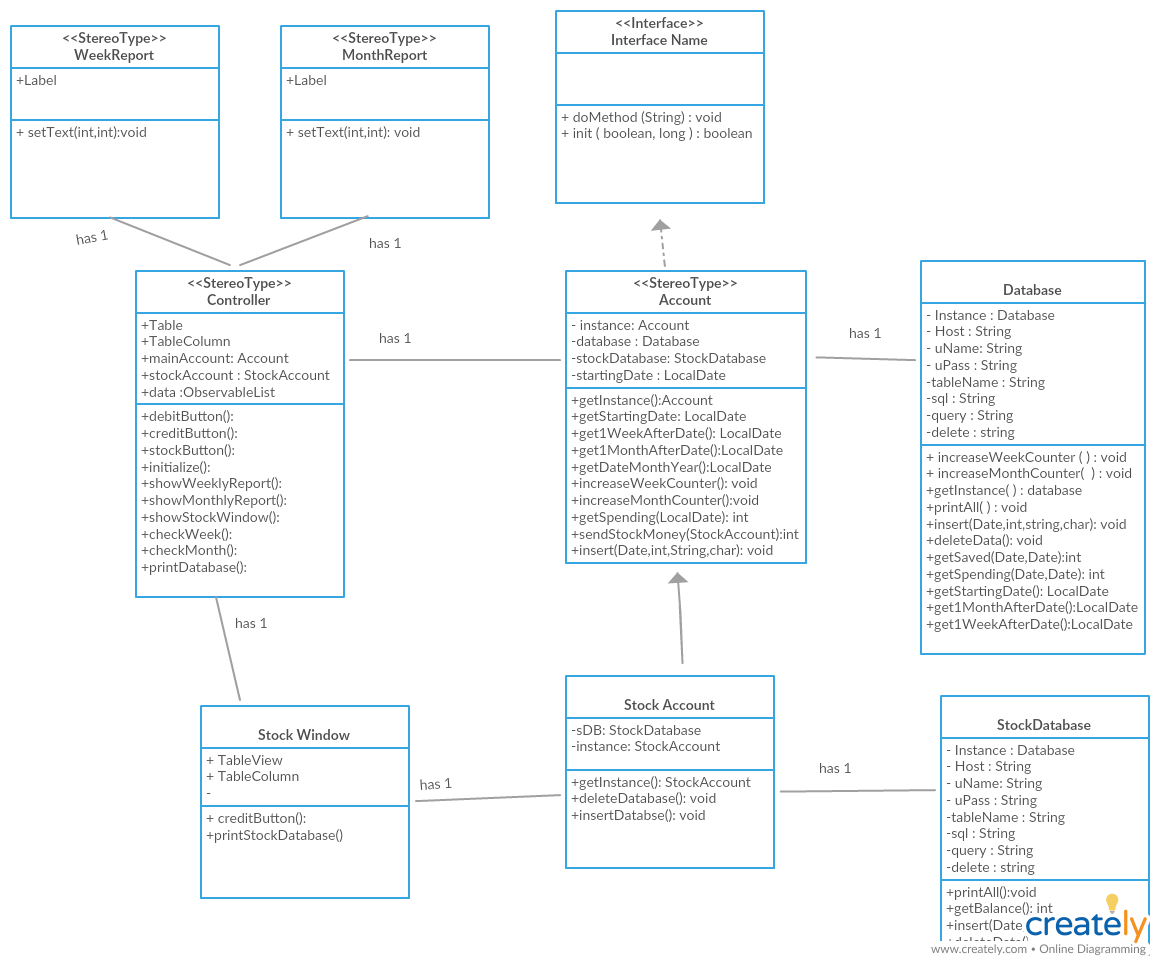 <<StereoType>>
WeekReport
+Label
+ setText(int,int):void
<<StereoType>>
MonthReport
+Label
+ setText(int,int): void
<<Interface>>
Interface Name
+ doMethod (String) : void
+ init ( boolean, long ) : boolean
has 1
has 1
<<StereoType>>
Controller
+Table
+TableColumn
+mainAccount: Account
+stockAccount : StockAccount
+data :ObservableList
+debitButton():
+creditButton():
+stockButton():
+initialize():
+showWeeklyReport():
+showMonthlyReport():
+showStockWindow():
+checkWeek():
+checkMonth():
+printDatabase():
has 1
<<StereoType>>
Account
- instance: Account
-database : Database
-stockDatabase: StockDatabase
-startingDate : LocalDate
+getInstance():Account
+getStartingDate: LocalDate
+get1WeekAfterDate(): LocalDate
+get1MonthAfterDate():LocalDate
+getDateMonthYear():LocalDate
+increaseWeekCounter(): void
+increaseMonthCounter():void
+getSpending(LocalDate): int
+sendStockMoney(StockAccount):int
+insert(Date,int,String,char): void
has 1
Database
- Instance : Database
- Host : String
- uName: String
- uPass : String
-tableName : String
-sql : String
-query : String
-delete : string
+ increaseWeekCounter ( ) : void
+ increaseMonthCounter(  ) : void
+getInstance( ) : database
+printAll( ) : void
+insert(Date,int,string,char): void
+deleteData(): void
+getSaved(Date,Date):int
+getSpending(Date,Date): int
+getStartingDate(): LocalDate
+get1MonthAfterDate():LocalDate
+get1WeekAfterDate():LocalDate
has 1
Stock Window
+ TableView
+ TableColumn
-
+ creditButton():
+printStockDatabase()
has 1
Stock Account
-sDB: StockDatabase
-instance: StockAccount
+getInstance(): StockAccount
+deleteDatabase(): void
+insertDatabse(): void
has 1
StockDatabase
- Instance : Database
- Host : String
- uName: String
- uPass : String
-tableName : String
-sql : String
-query : String
-delete : string
+printAll():void
+getBalance(): int
+insert(Date
creately
www.creately.com • Online Diagramming